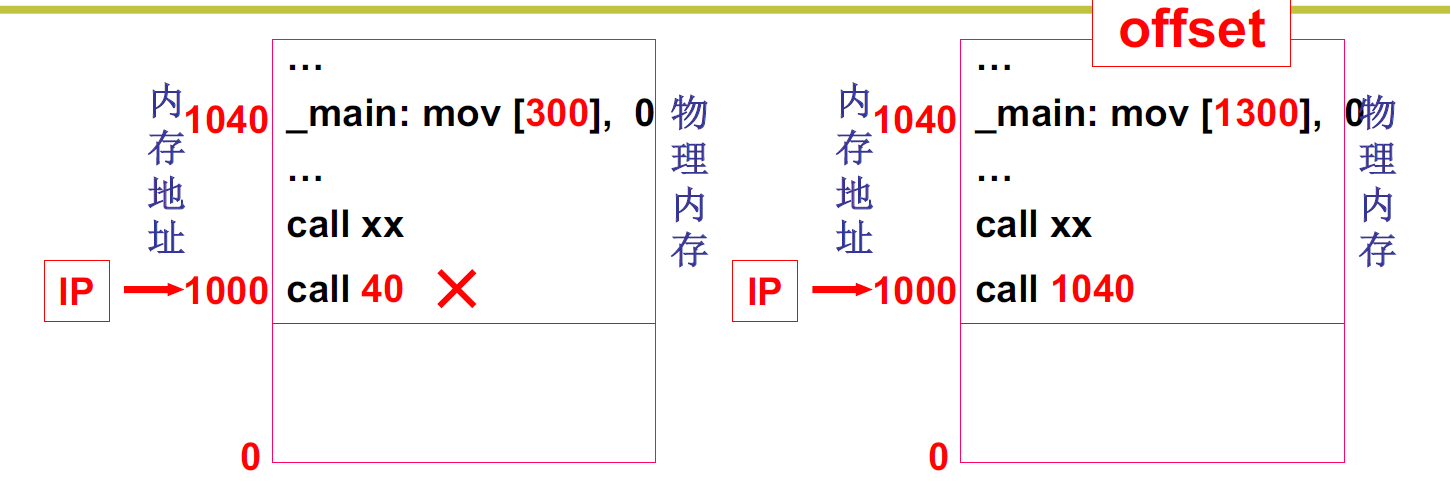 offset
…
内存地址
1040
_main: mov [300], 0
物理内存
…
call xx
IP
1000
call 40
0
…
内存地址
1040
_main: mov [1300], 0
物理内存
…
call xx
IP
1000
call 1040
0